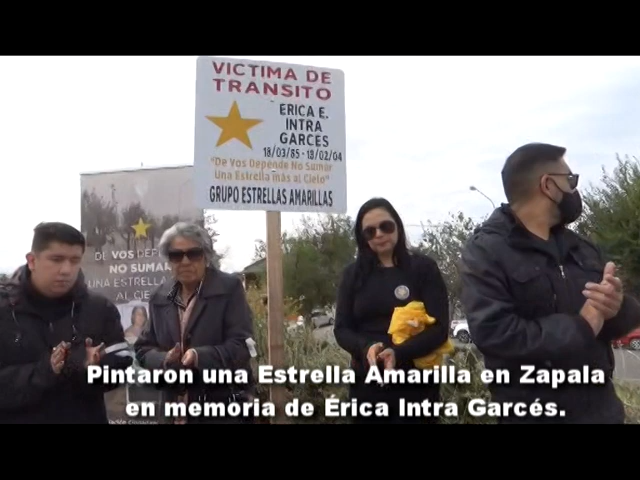 VICTIMA DE
TRANSITO
ERICA E.
INTRA
GARCES
18/03/85 - 18/02/04
"De Vos Depende No Sumar
Una Estrella más al Cielo"
GRUPO ESTRELLAS AMARILLAS
DE VOS DEPENDE
NO SUMAR
UNA ESTRELLA
AL CI
Pintaron una Estrella Amarilla en Zapala
en memoria de Érica Intra Garcés.